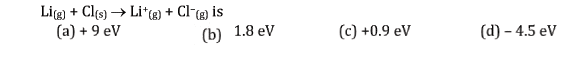 Li(g) + Cl(s) → Li⁺(g) + Cl⁻(g) is
(a) + 9 eV (b) 1.8 eV (c) +0.9 eV (d) – 4.5 eV